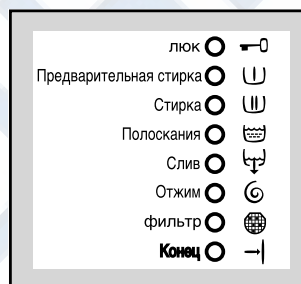 люк
Предварительная стирка
Стирка
Полоскания
Слив
Отжим
фильтр
Конец